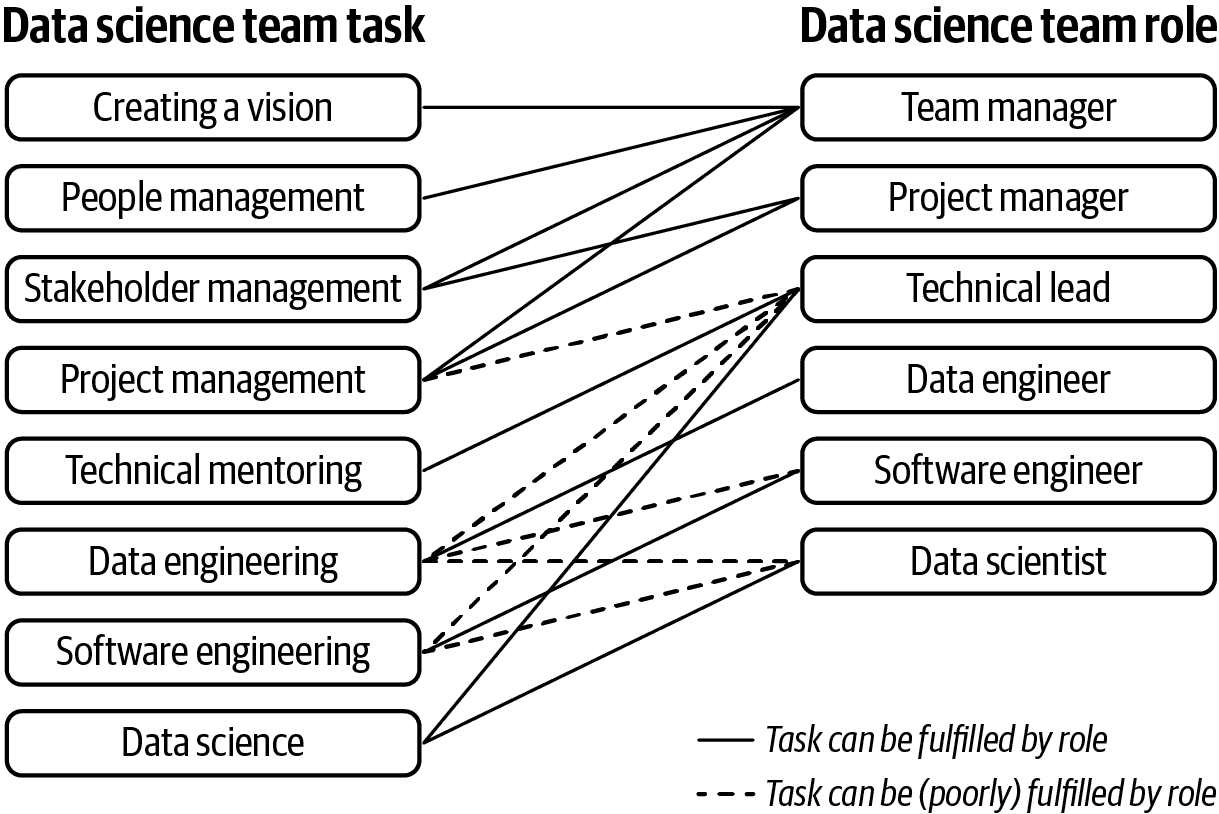 Data science team task
Data science team role
Creating a vision
Team manager
People management
Project manager
Stakeholder management
Technical lead
Project management
Data engineer
Technical mentoring
Software engineer
Data engineering
Data scientist
Software engineering
Data science
Task can be fulfilled by role
Task can be (poorly) fulfilled by role